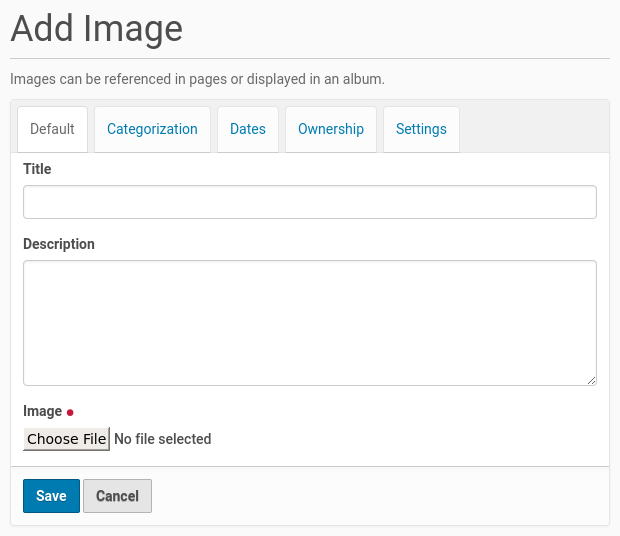 Add Image
Images can be referenced in pages or displayed in an album.
Default Categorization Dates Ownership Settings
Title
Description
Image
Choose File No file selected
Save Cancel